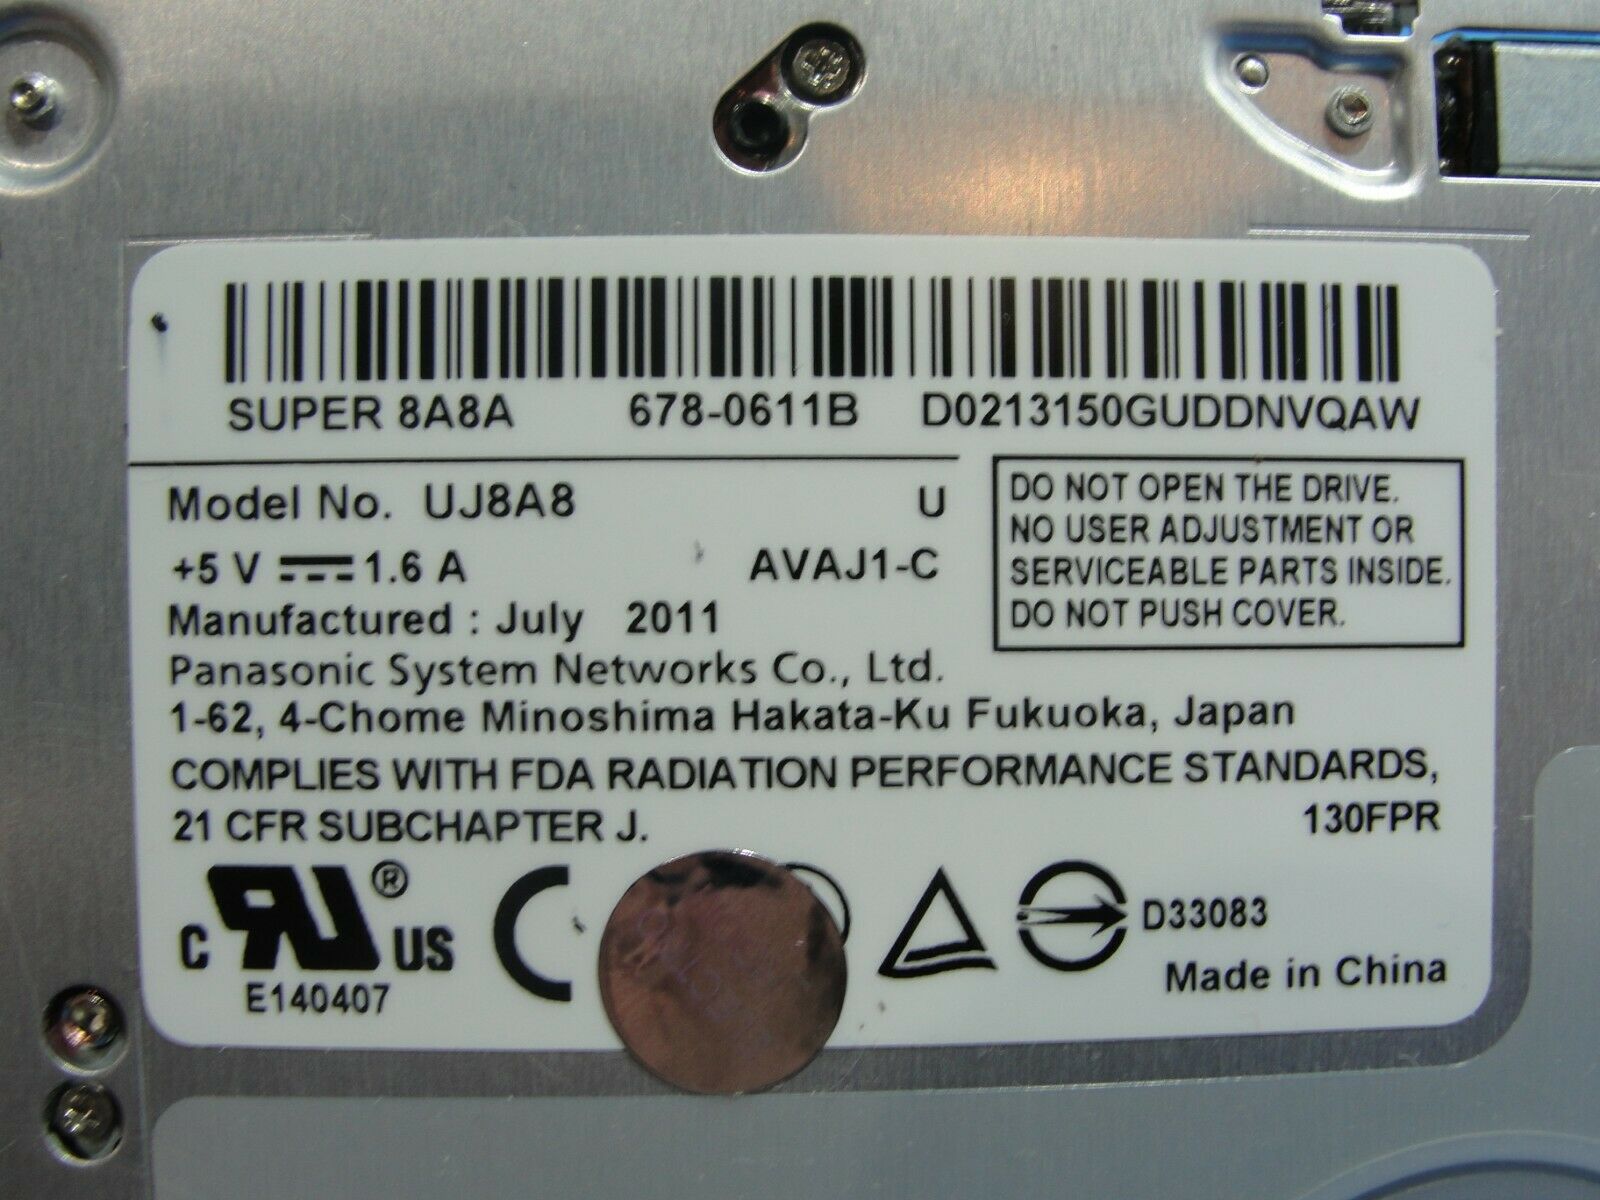 SUPER 8A8A 678-0611B D0213150GUDDNVQAW
Model No. UJ8A8 U
+5 V 1.6 A AVAJ1-C
Manufactured : July 2011
Panasonic System Networks Co., Ltd.
1-62, 4-Chome Minoshima Hakata-Ku Fukuoka, Japan
DO NOT OPEN THE DRIVE.
NO USER ADJUSTMENT OR
SERVICEABLE PARTS INSIDE.
DO NOT PUSH COVER.
COMPLIES WITH FDA RADIATION PERFORMANCE STANDARDS,
21 CFR SUBCHAPTER J. 130FPR
C UR® US
E140407
D33083
Made in China